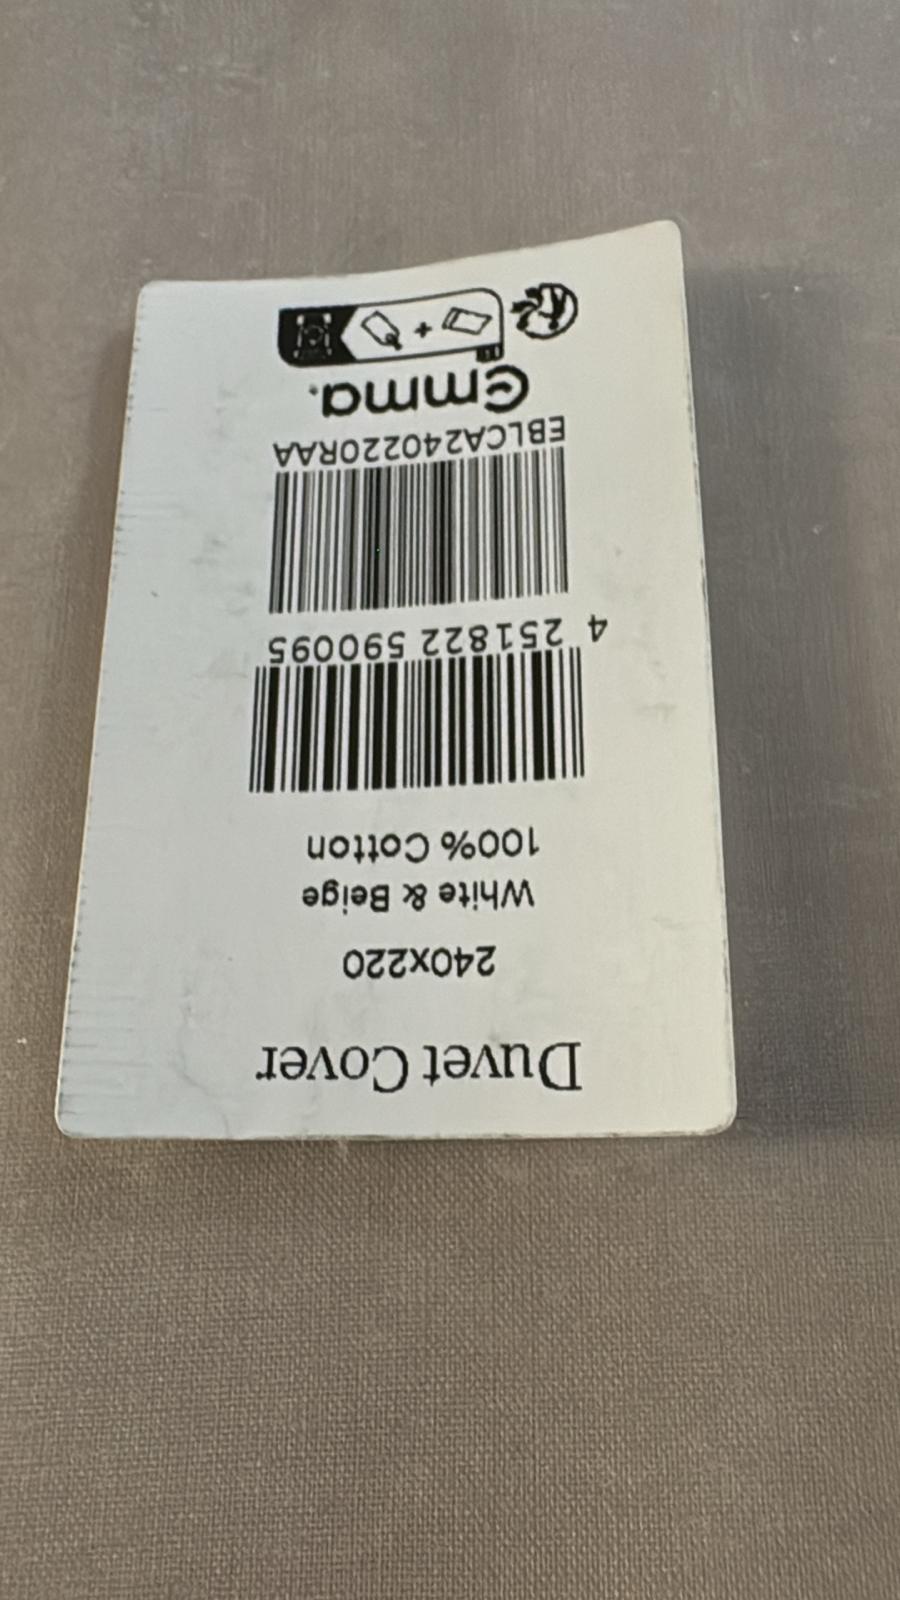 Duvet Cover
240x220
White & Beige
100% Cotton
4 251822 590095
EBLCA240220RAA
Emma.